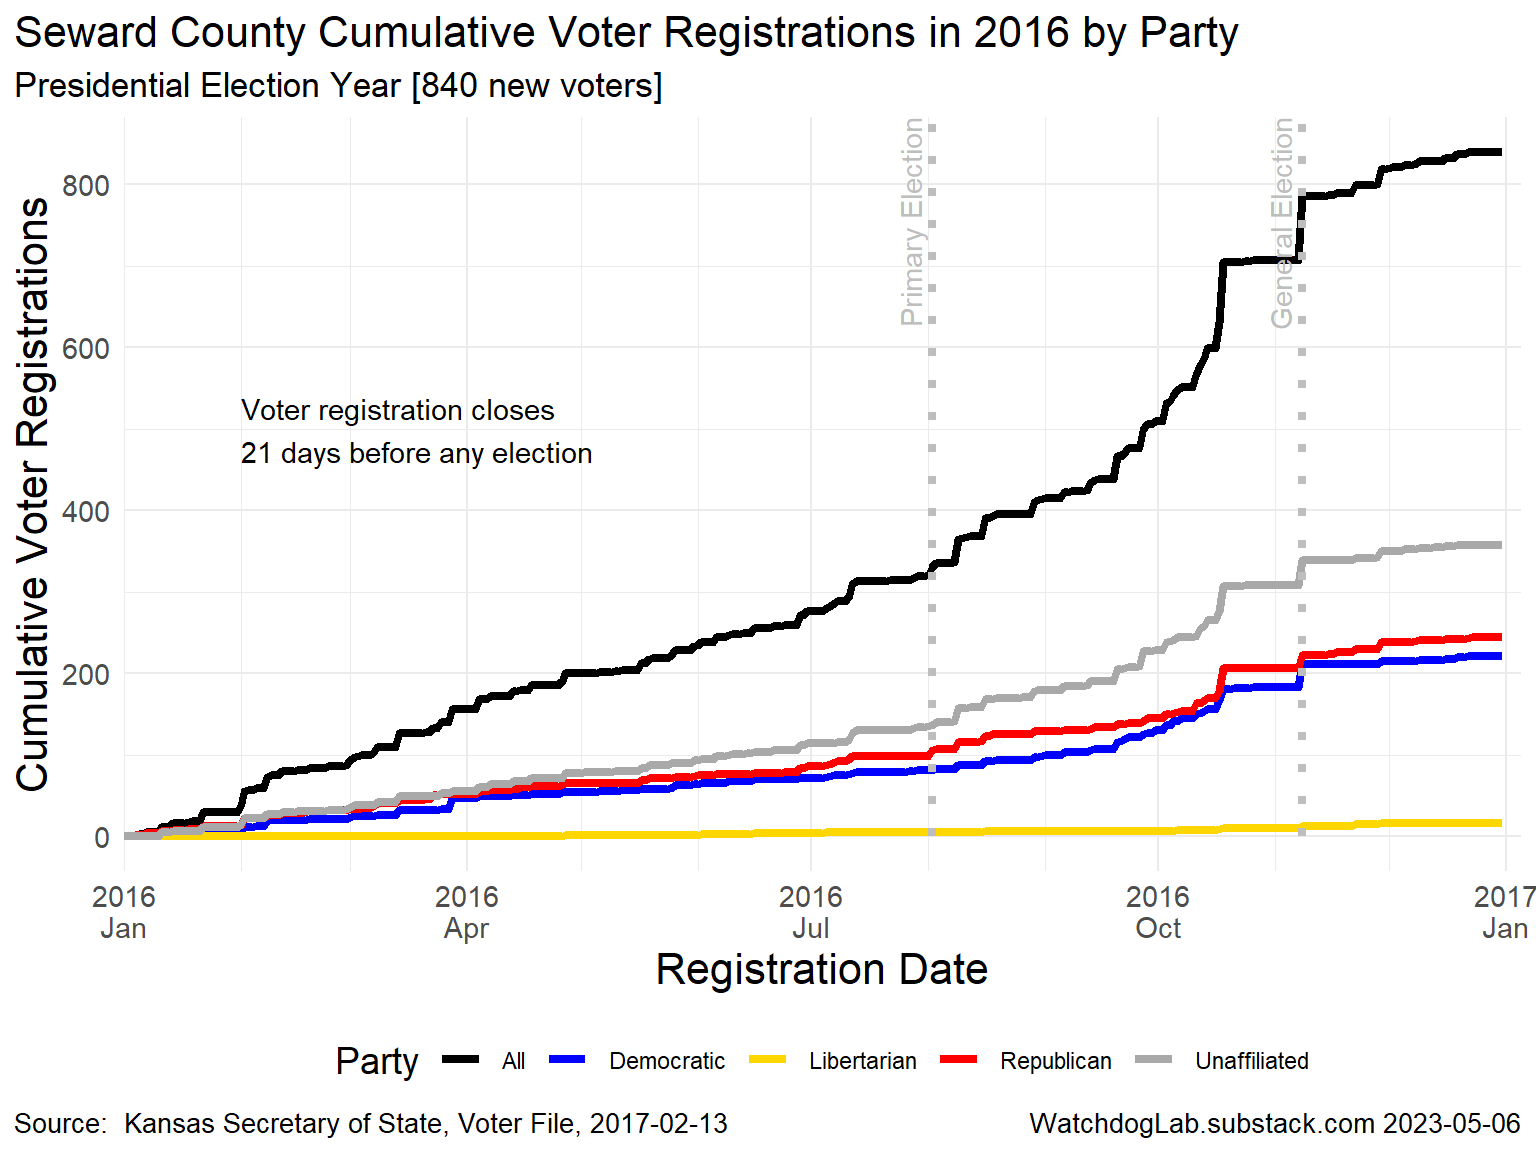 Seward County Cumulative Voter Registrations in 2016 by Party
Presidential Election Year [840 new voters]
Cumulative Voter Registrations
800
600
400
200
0
Primary Election
General Election
Voter registration closes
21 days before any election
2016 2016 2016 2016 2017
Jan Apr Jul Oct Jan
Registration Date
Party All Democratic Libertarian Republican Unaffiliated
Source:  Kansas Secretary of State, Voter File, 2017-02-13
WatchdogLab.substack.com 2023-05-06